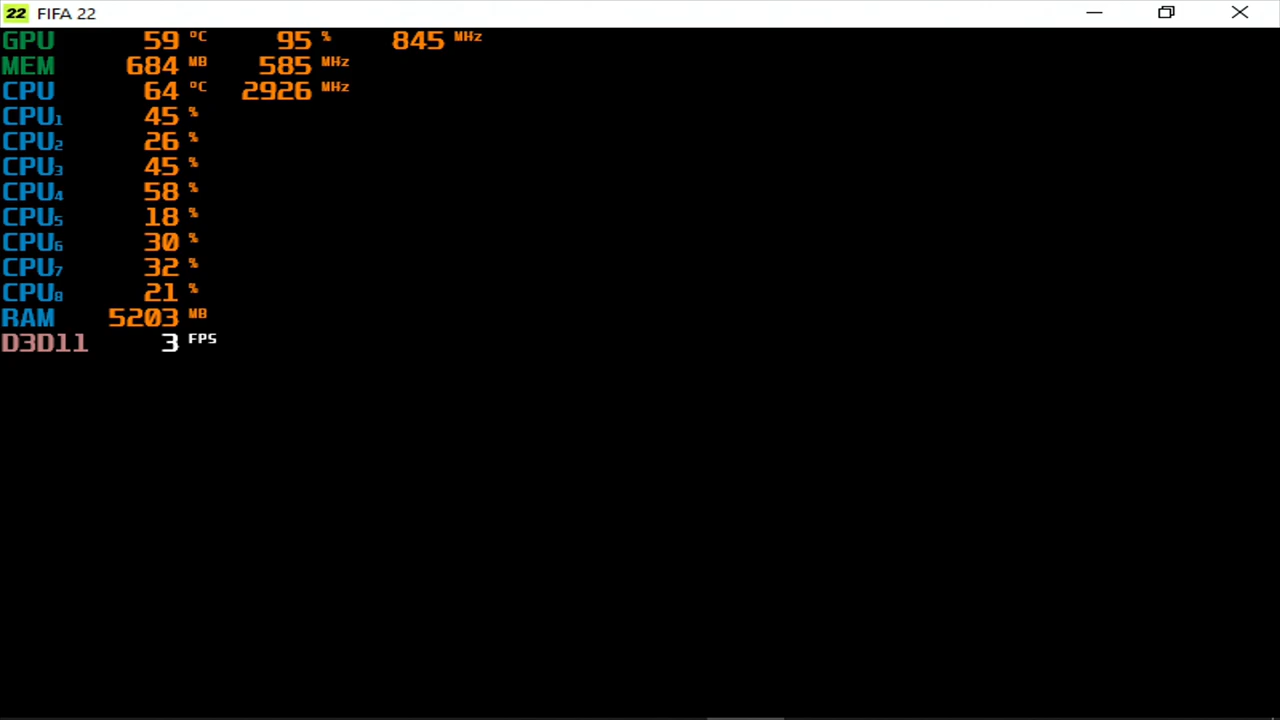 22 FIFA 22
GPU 59 °C 95 % 845 MHz
MEM 684 MB 585 MHz
CPU 64 °C 2926 MHz
CPU1 45 %
CPU2 26 %
CPU3 45 %
CPU4 58 %
CPU5 18 %
CPU6 30 %
CPU7 32 %
CPU8 21 %
RAM 5203 MB
D3D11 3 FPS